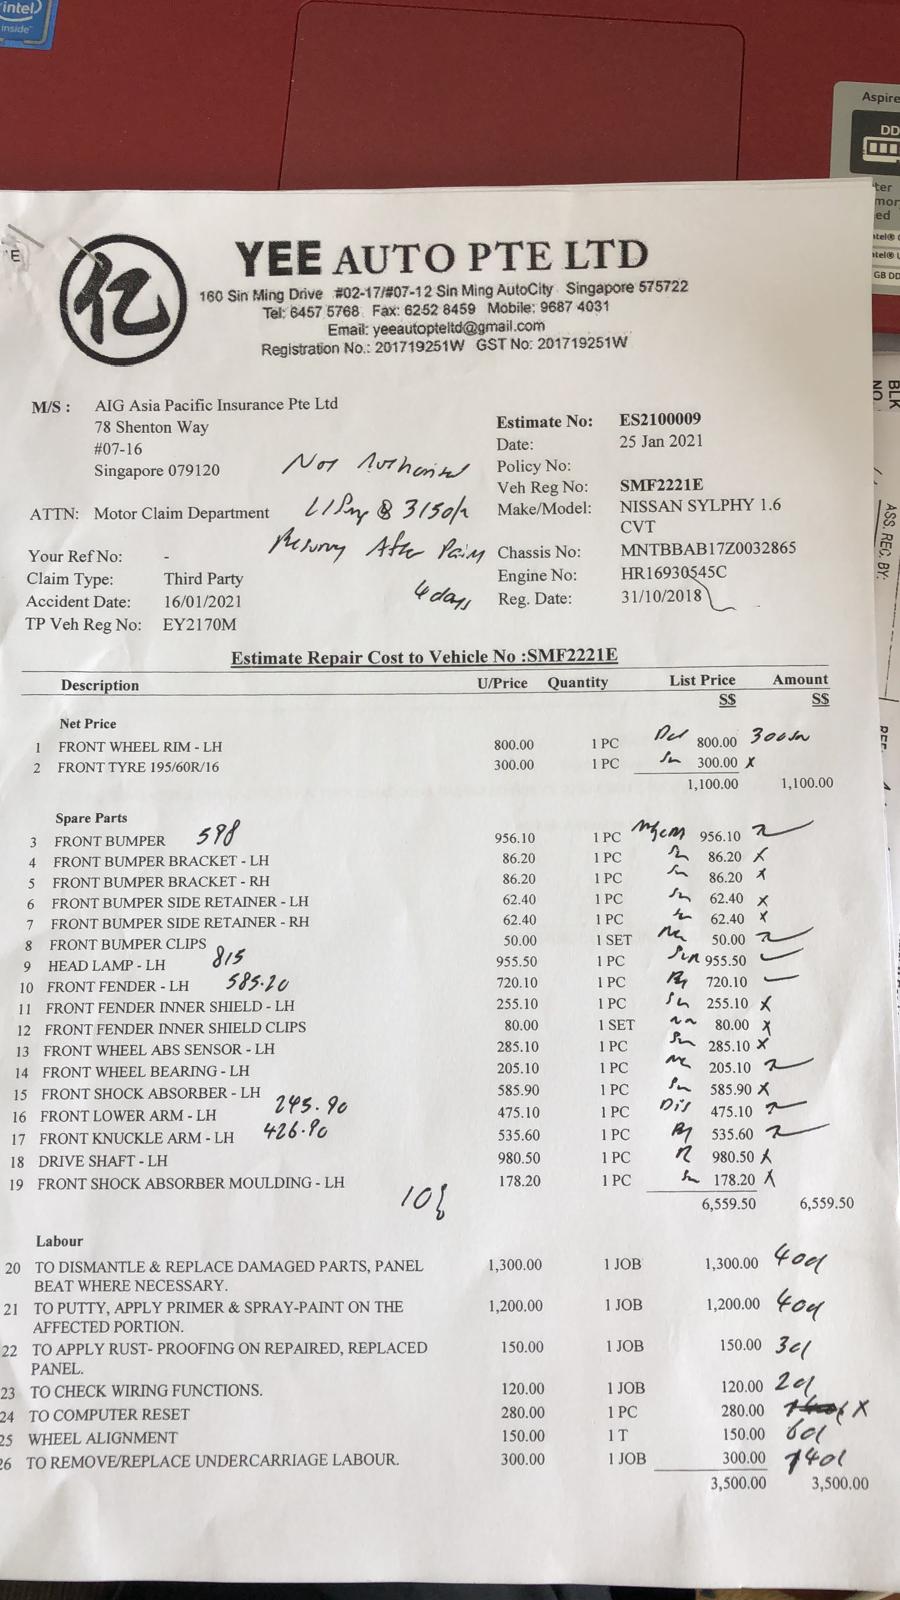 intel
inside™
Aspire
DD
GB DD
BLK
NO.
ASS. REC. BY:
亿
YEE AUTO PTE LTD
160 Sin Ming Drive #02-17/#07-12 Sin Ming AutoCity Singapore 575722
Tel: 6457 5768 Fax: 6252 8459 Mobile: 9687 4031
Email: yeeautopteltd@gmail.com
Registration No.: 201719251W GST No: 201719251W
M/S : AIG Asia Pacific Insurance Pte Ltd
78 Shenton Way
#07-16
Singapore 079120
Not Authorised
ATTN: Motor Claim Department
Your Ref No: -
Claim Type: Third Party
Accident Date: 16/01/2021
TP Veh Reg No: EY2170M
After
4 days
Estimate No: ES2100009
Date: 25 Jan 2021
Policy No:
Veh Reg No: SMF2221E
Make/Model: NISSAN SYLPHY 1.6
CVT
Chassis No: MNTBBAB17Z0032865
Engine No: HR16930545C
Reg. Date: 31/10/2018
Estimate Repair Cost to Vehicle No :SMF2221E
Description U/Price Quantity List Price Amount
S$ S$
Net Price
1 FRONT WHEEL RIM - LH 800.00 1 PC 800.00
2 FRONT TYRE 195/60R/16 300.00 1 PC 300.00 x
1,100.00 1,100.00
Spare Parts
3 FRONT BUMPER 598 956.10 1 PC 956.10
4 FRONT BUMPER BRACKET - LH 86.20 1 PC 86.20 x
5 FRONT BUMPER BRACKET - RH 86.20 1 PC 86.20 x
6 FRONT BUMPER SIDE RETAINER - LH 62.40 1 PC 62.40 x
7 FRONT BUMPER SIDE RETAINER - RH 62.40 1 PC 62.40 x
8 FRONT BUMPER CLIPS 50.00 1 SET 50.00
9 HEAD LAMP - LH 815 955.50 1 PC 955.50
10 FRONT FENDER - LH 585.20 720.10 1 PC 720.10
11 FRONT FENDER INNER SHIELD - LH 255.10 1 PC 255.10 x
12 FRONT FENDER INNER SHIELD CLIPS 80.00 1 SET 80.00 x
13 FRONT WHEEL ABS SENSOR - LH 285.10 1 PC 285.10 x
14 FRONT WHEEL BEARING - LH 205.10 1 PC 205.10
15 FRONT SHOCK ABSORBER - LH 585.90 1 PC 585.90 x
16 FRONT LOWER ARM - LH 245.90 475.10 1 PC Dis 475.10
17 FRONT KNUCKLE ARM - LH 426.90 535.60 1 PC 535.60
18 DRIVE SHAFT - LH 980.50 1 PC 980.50 x
19 FRONT SHOCK ABSORBER MOULDING - LH 178.20 1 PC 178.20 x
6,559.50 6,559.50
Labour
20 TO DISMANTLE & REPLACE DAMAGED PARTS, PANEL 1,300.00 1 JOB 1,300.00
BEAT WHERE NECESSARY.
21 TO PUTTY, APPLY PRIMER & SPRAY-PAINT ON THE 1,200.00 1 JOB 1,200.00
AFFECTED PORTION.
22 TO APPLY RUST- PROOFING ON REPAIRED, REPLACED 150.00 1 JOB 150.00
PANEL.
23 TO CHECK WIRING FUNCTIONS. 120.00 1 JOB 120.00
24 TO COMPUTER RESET 280.00 1 PC 280.00 x
25 WHEEL ALIGNMENT 150.00 1 T 150.00
26 TO REMOVE/REPLACE UNDERCARRIAGE LABOUR. 300.00 1 JOB 300.00
3,500.00 3,500.00